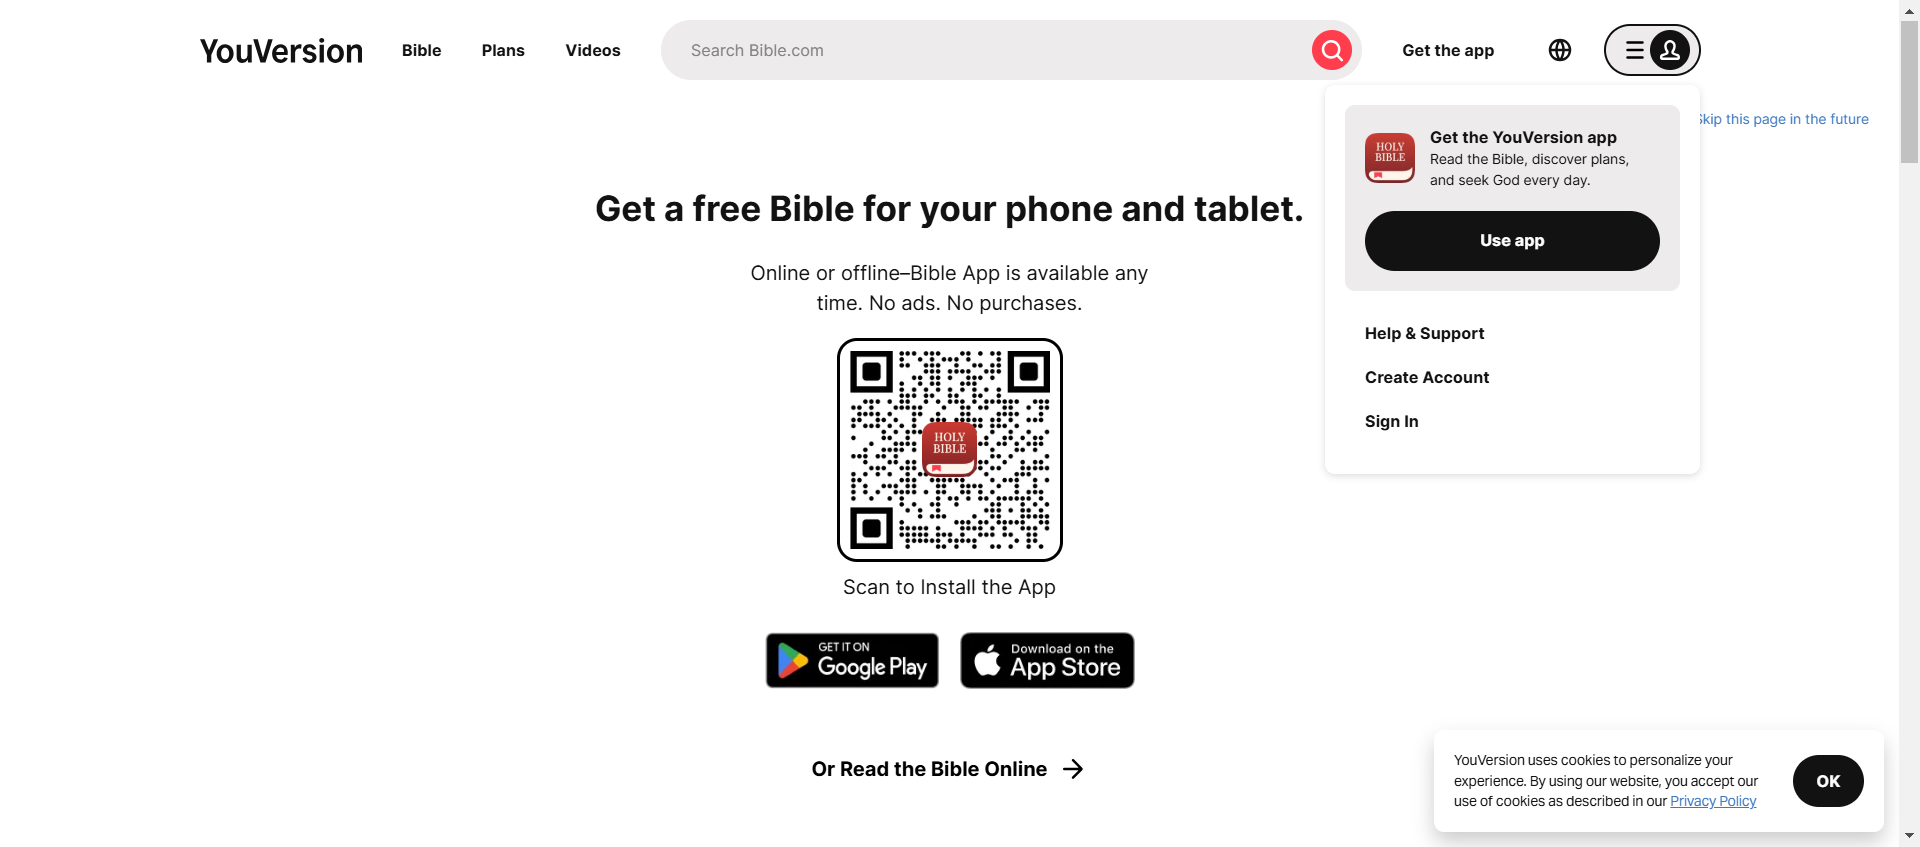 YouVersion
Bible
Plans
Videos
Search Bible.com
Get the app
Skip this page in the future
HOLY
BIBLE
Get the YouVersion app
Read the Bible, discover plans,
and seek God every day.
Use app
Help & Support
Create Account
Sign In
Get a free Bible for your phone and tablet.
Online or offline–Bible App is available any
time. No ads. No purchases.
HOLY
BIBLE
Scan to Install the App
GET IT ON
Google Play
Download on the
App Store
Or Read the Bible Online
YouVersion uses cookies to personalize your
experience. By using our website, you accept our
use of cookies as described in our Privacy Policy
OK